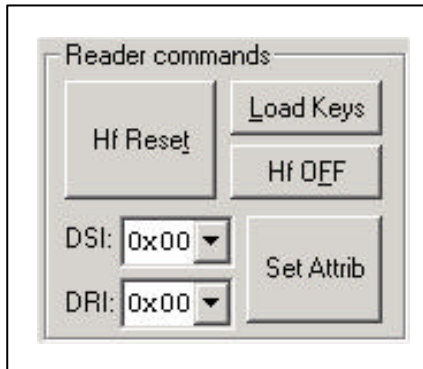 Reader commands
Hf Reset
Load Keys
Hf OFF
DSI: 0x00
DRI: 0x00
Set Attrib